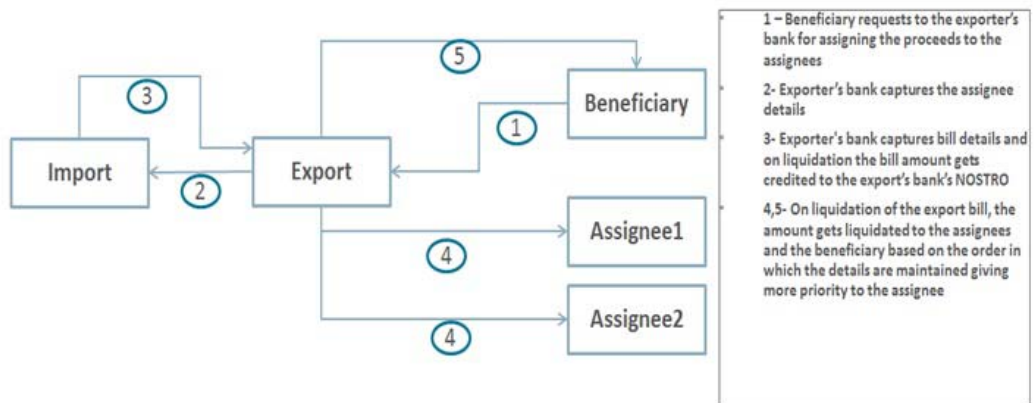 5
3
Beneficiary
1
Import
Export
2
Assignee1
4
Assignee2
4
1 – Beneficiary requests to the exporter's
bank for assigning the proceeds to the
assignees
2- Exporter's bank captures the assignee
details
3- Exporter's bank captures bill details and
on liquidation the bill amount gets
credited to the export's bank's NOSTRO
4,5- On liquidation of the export bill, the
amount gets liquidated to the assignees
and the beneficiary based on the order in
which the details are maintained giving
more priority to the assignee